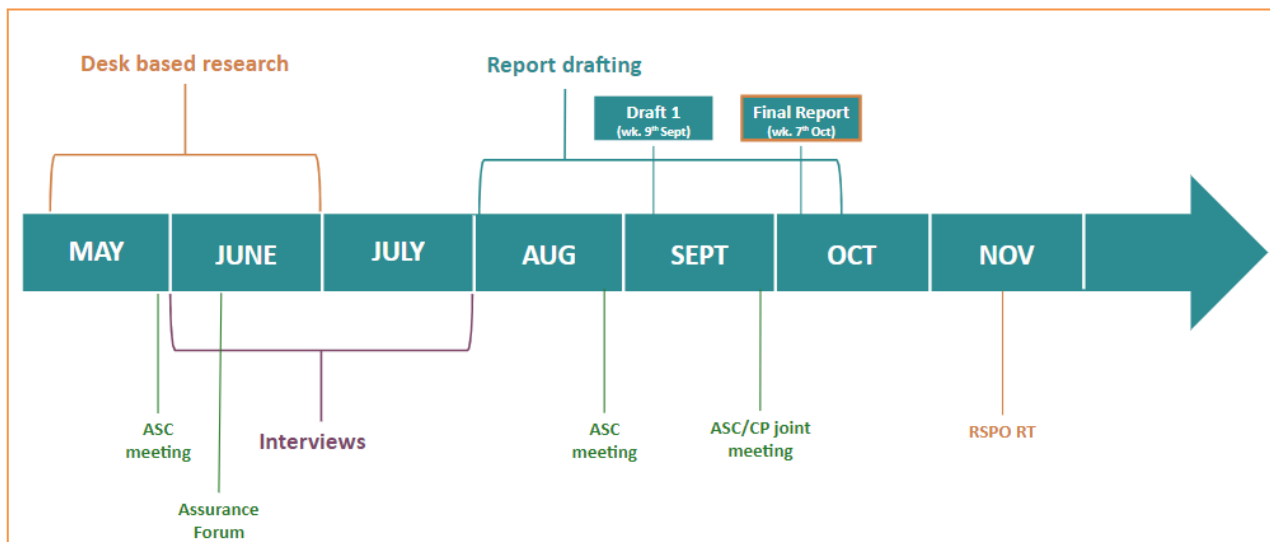 Desk based research
Report drafting
Draft 1
(wk. 9th Sept)
Final Report
(wk. 7th Oct)
MAY
JUNE
JULY
AUG
SEPT
OCT
NOV
ASC
meeting
Assurance
Forum
Interviews
ASC
meeting
ASC/CP joint
meeting
RSPO RT